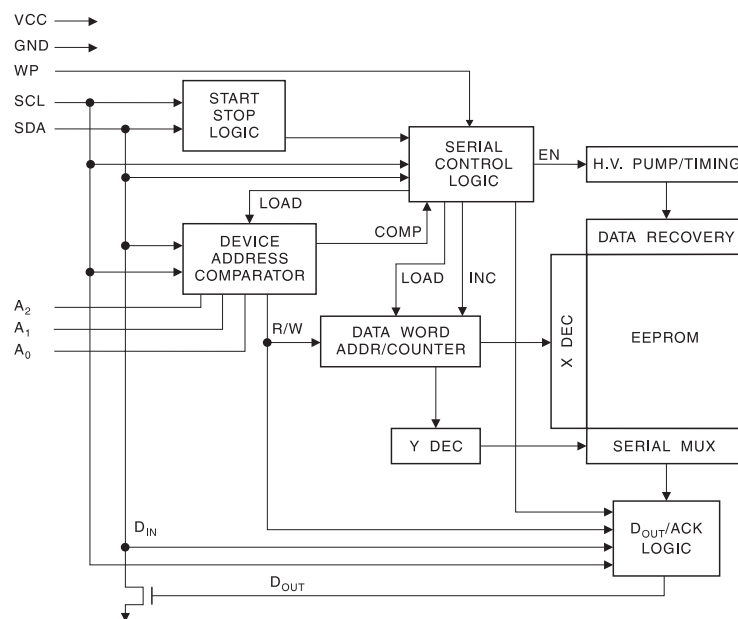 VCC
GND
WP
SCL
SDA
START
STOP
LOGIC
SERIAL
CONTROL
LOGIC
EN
H.V. PUMP/TIMING
LOAD
COMP
DEVICE
ADDRESS
COMPARATOR
DATA RECOVERY
LOAD
INC
A2
A1
A0
R/W
DATA WORD
ADDR/COUNTER
X DEC
EEPROM
Y DEC
SERIAL MUX
DIN
DOUT/ACK
LOGIC
DOUT